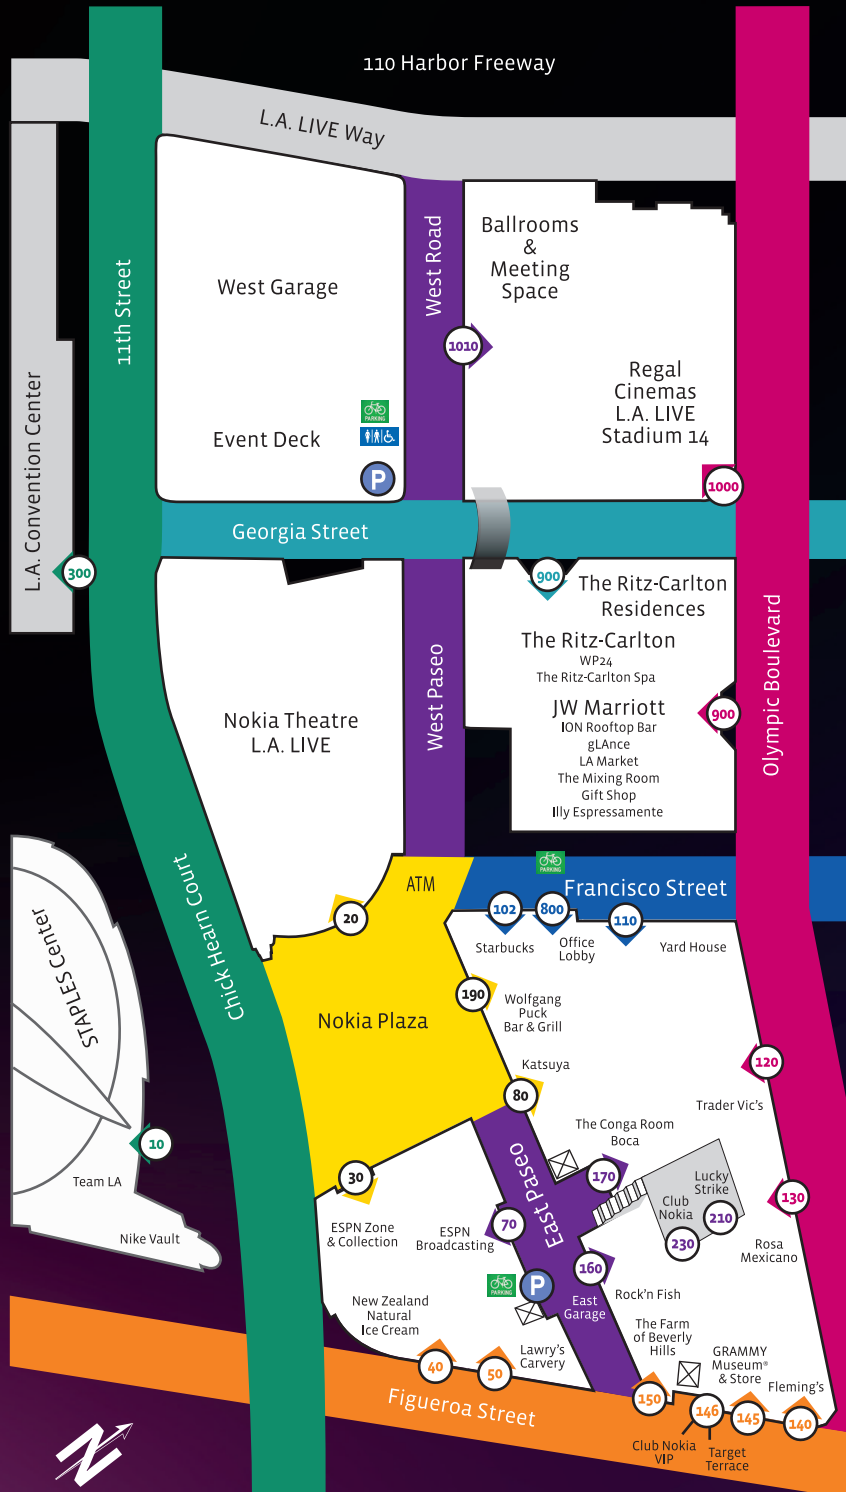 110 Harbor Freeway
L.A. LIVE Way
11th Street
West Garage
Event Deck
PARKING
P
West Road
Ballrooms
&
Meeting
Space
1010
Regal
Cinemas
L.A. LIVE
Stadium 14
1000
L.A. Convention Center
300
Georgia Street
900
The Ritz-Carlton
Residences
The Ritz-Carlton
WP24
The Ritz-Carlton Spa
JW Marriott
ION Rooftop Bar
gLAnce
LA Market
The Mixing Room
Gift Shop
Illy Espressamente
900
Olympic Boulevard
Nokia Theatre
L.A. LIVE
West Paseo
Chick Hearn Court
STAPLES Center
10
Team LA
Nike Vault
20
ATM
PARKING
Francisco Street
102
800
110
Starbucks
Office
Lobby
Yard House
Nokia Plaza
190
Wolfgang
Puck
Bar & Grill
Katsuya
80
120
Trader Vic's
The Conga Room
Boca
170
Lucky
Strike
Club
Nokia
210
230
130
Rosa
Mexicano
30
ESPN Zone
& Collection
ESPN
Broadcasting
70
East Paseo
160
PARKING
P
East
Garage
Rock'n Fish
New Zealand
Natural
Ice Cream
Lawry's
Carvery
The Farm
of Beverly
Hills
GRAMMY
Museum®
& Store
Fleming's
40
50
150
146
145
140
Figueroa Street
Club Nokia
VIP
Target
Terrace
N